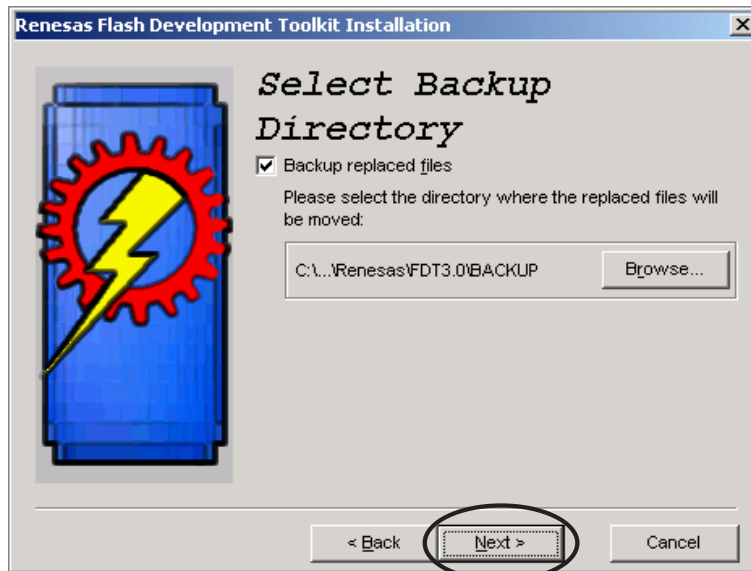 Renesas Flash Development Toolkit Installation
Select Backup
Directory
Backup replaced files
Please select the directory where the replaced files will
be moved:
C:\...\Renesas\FDT3.0\BACKUP
Browse...
< Back
Next >
Cancel